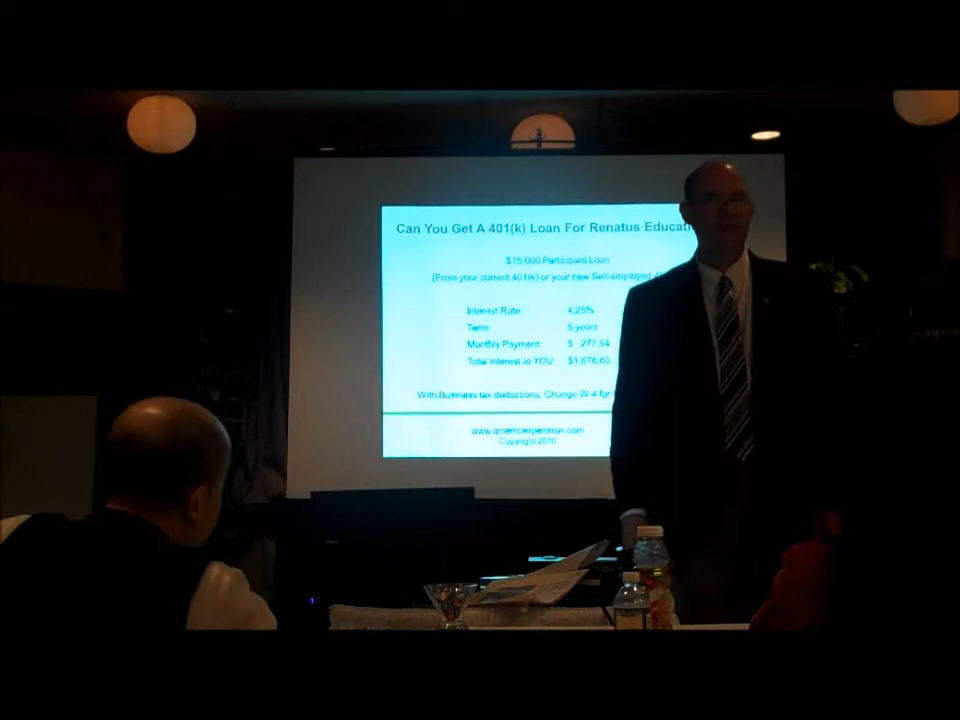 Can You Get A 401(k) Loan For Renatus Educati
$15,000 Participant Loan
(From your current 401(k) or your new Self-employed
Interest Rate: 4.25%
Term: 5 years
Monthly Payment: $ 277.94
Total Interest to YOU: $1,676.60
With Business tax deductions, Change W-4 for
www.americanpension.com
Copyright 2010